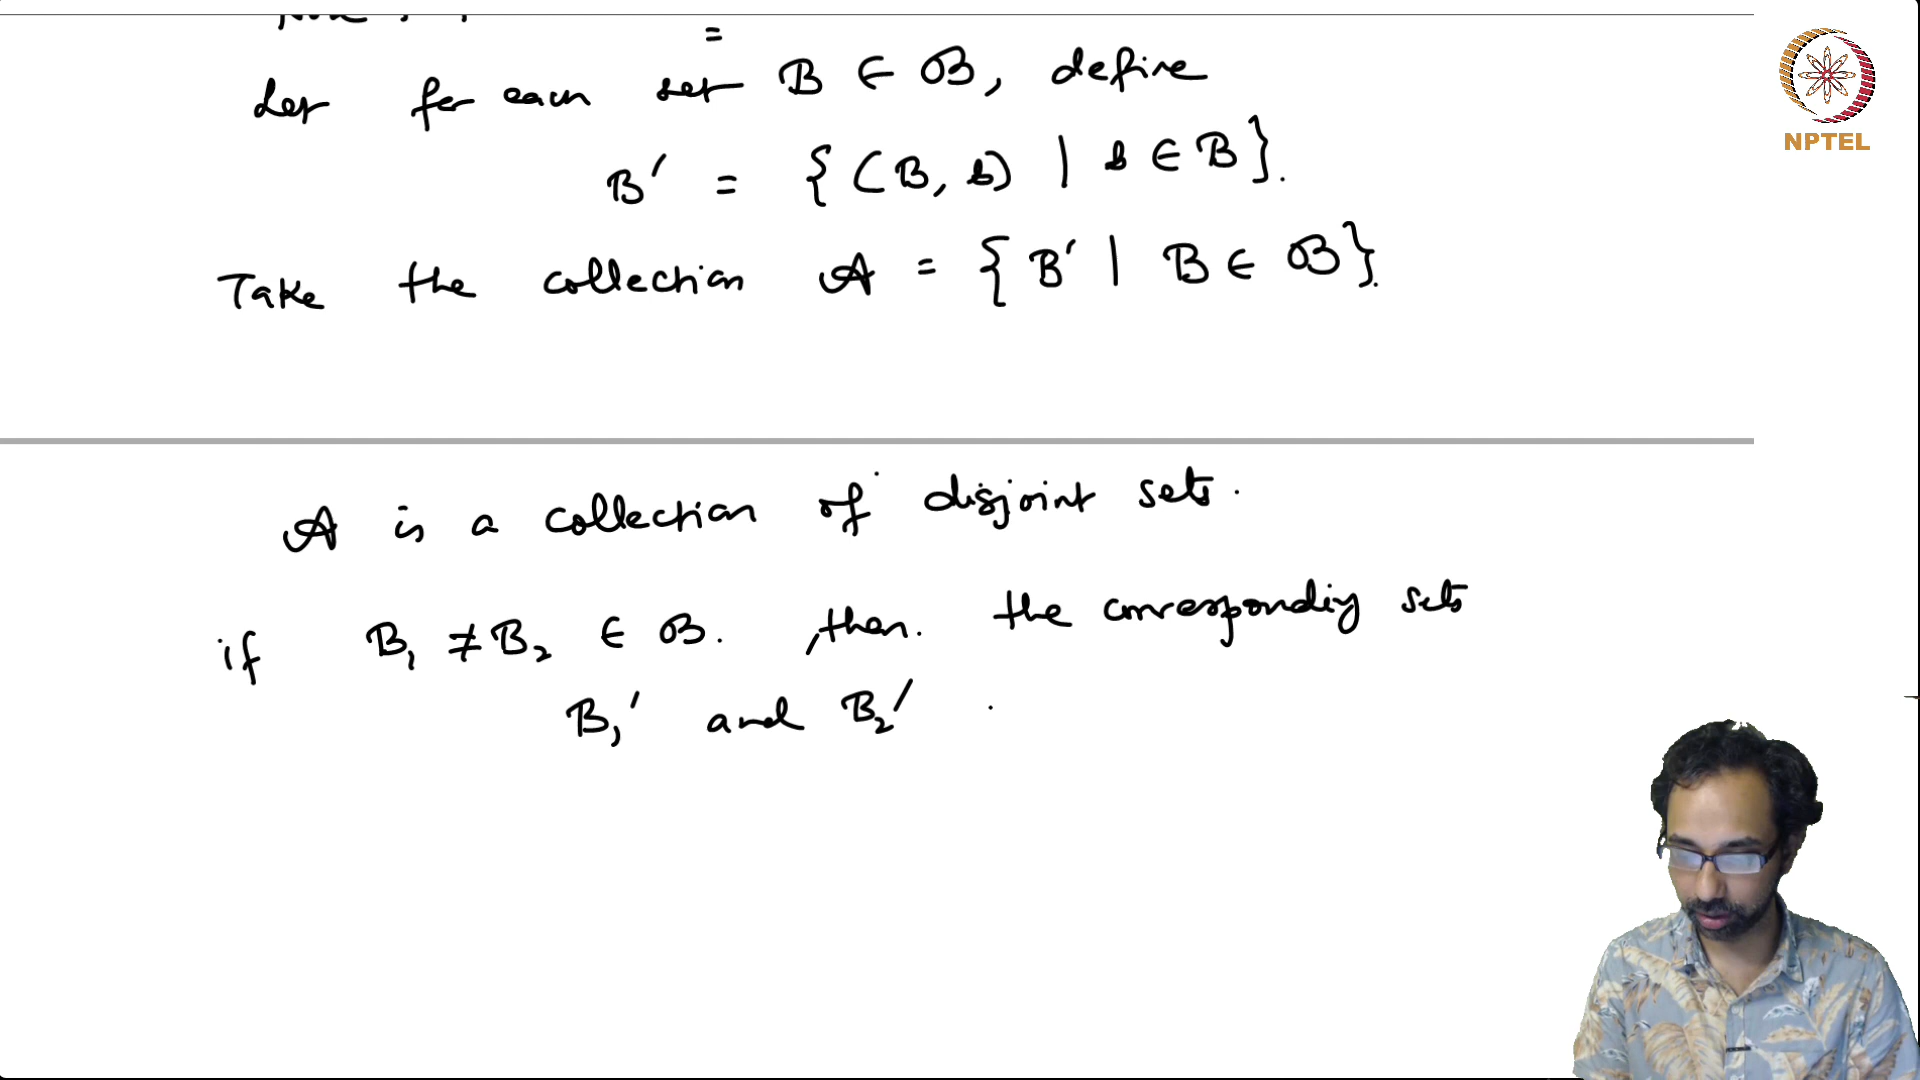 =
Let for each set B ∈ ℬ, define
B′ = {(B, b) | b ∈ B}.
Take the collection 𝒜 = {B′ | B ∈ ℬ}.
𝒜 is a collection of disjoint sets.
if B₁ ≠ B₂ ∈ ℬ. , then. the corresponding sets
B₁′ and B₂′ .
NPTEL